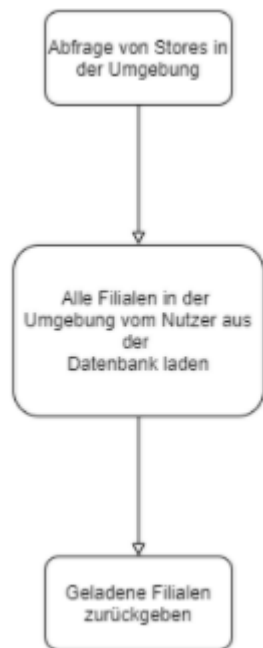 Abfrage von Stores in
der Umgebung
Alle Filialen in der
Umgebung vom Nutzer aus
der
Datenbank laden
Geladene Filialen
zurückgeben